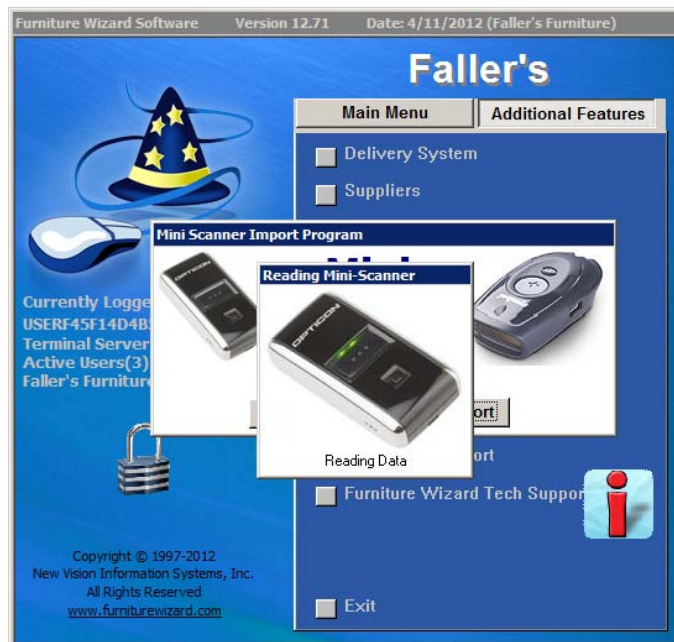 Furniture Wizard Software Version 12.71 Date: 4/11/2012 (Faller's Furniture)
Faller's
Main Menu Additional Features
Delivery System
Suppliers
Mini Scanner Import Program
Reading Mini-Scanner
OPTICON
OPTICON
Reading Data
Currently Logge
USERF45F14D4B
Terminal Server
Active Users(3)
Faller's Furniture
ort
ort
Furniture Wizard Tech Suppor
i
Copyright © 1997-2012
New Vision Information Systems, Inc.
All Rights Reserved
www.furniturewizard.com
Exit